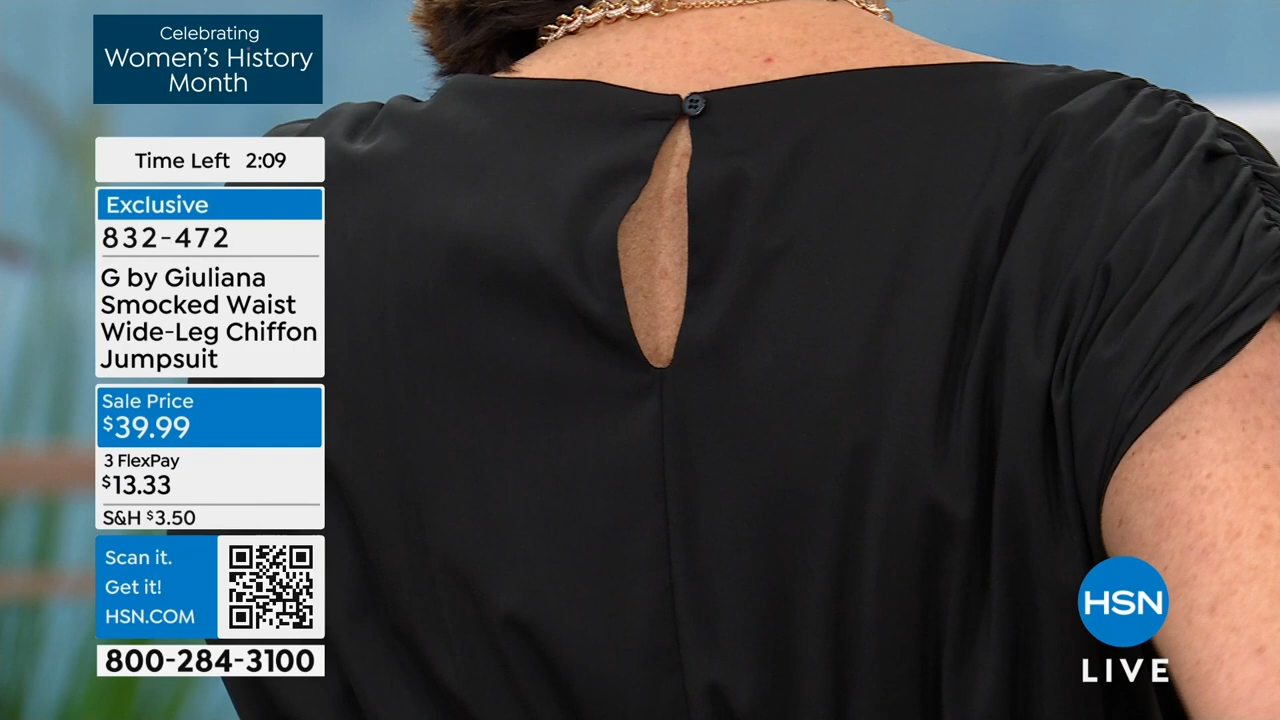 Celebrating
Women's History
Month
Time Left 2:09
Exclusive
832-472
G by Giuliana
Smocked Waist
Wide-Leg Chiffon
Jumpsuit
Sale Price
$39.99
3 FlexPay
$13.33
S&H $3.50
Scan it.
Get it!
HSN.COM
800-284-3100
HSN
LIVE